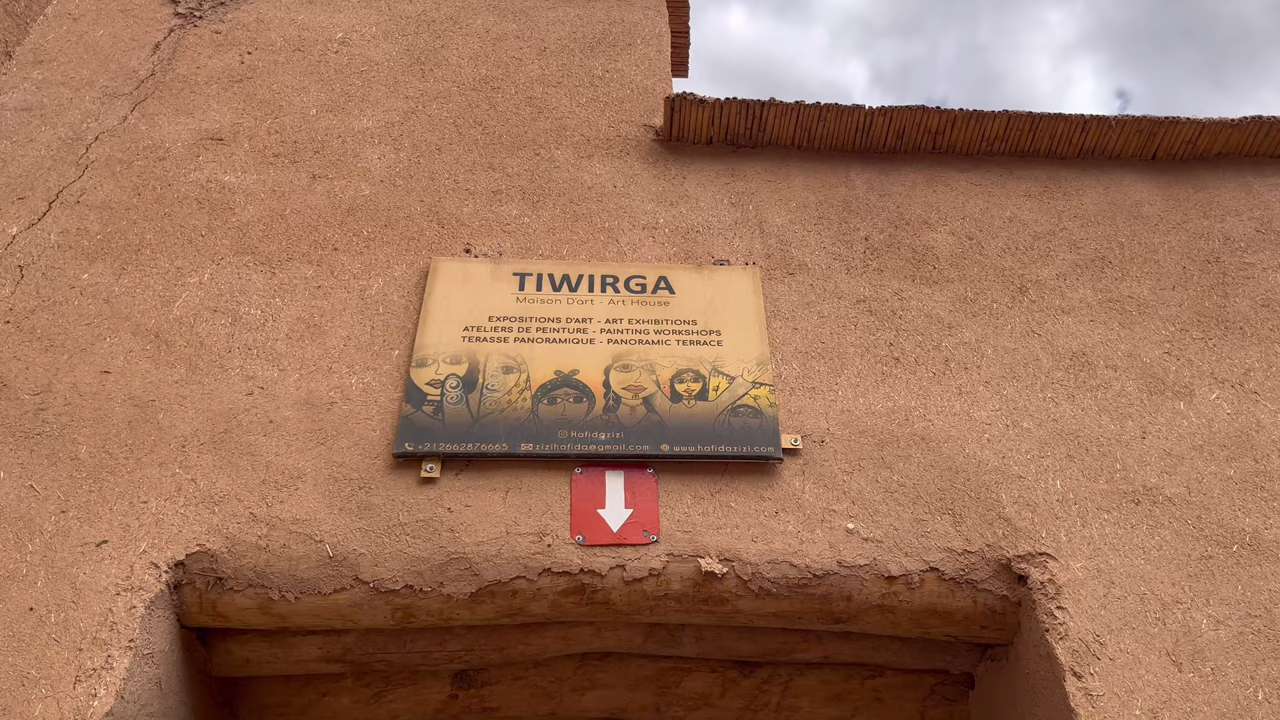 TIWIRGA
Maison D'art - Art House
EXPOSITIONS D'ART - ART EXHIBITIONS
ATELIERS DE PEINTURE - PAINTING WORKSHOPS
TERASSE PANORAMIQUE - PANORAMIC TERRACE
Hafidazizi
+212662876665 zizihafida@gmail.com www.hafidazizi.com